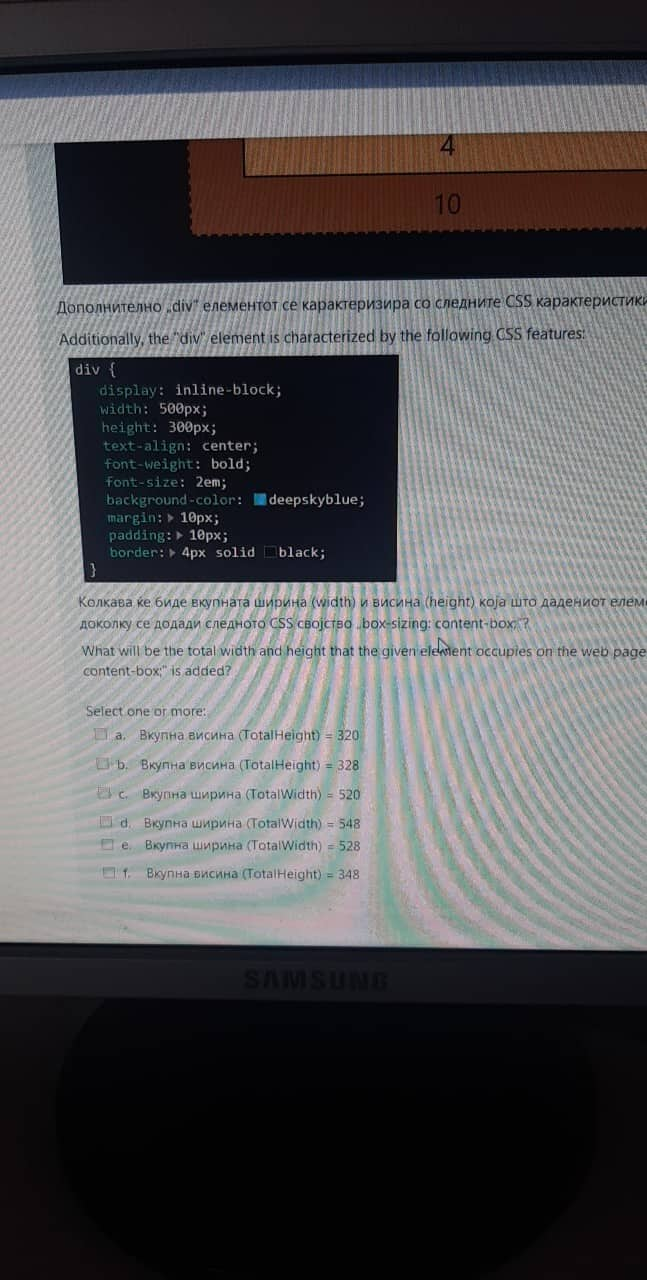 4
10
Дополнително „div" елементот се карактеризира со следните CSS карактеристики
Additionally, the "div" element is characterized by the following CSS features:
div {
display: inline-block;
width: 500px;
height: 300px;
text-align: center;
font-weight: bold;
font-size: 2em;
background-color: deepskyblue;
margin: 10px;
padding: 10px;
border: 4px solid black;
}
Колкава ќе биде вкупната ширина (width) и висина (height) која што дадениот
доколку се додади следното CSS својство „box-sizing: content-box;"?
What will be the total width and height that the given element occupies on the web page
content-box;" is added?
Select one or more:
a. Вкупна висина (TotalHeight) = 320
b. Вкупна висина (TotalHeight) = 328
c. Вкупна ширина (TotalWidth) = 520
d. Вкупна ширина (TotalWidth) = 548
e. Вкупна ширина (TotalWidth) = 528
f. Вкупна висина (TotalHeight) = 348
SAMSUNG